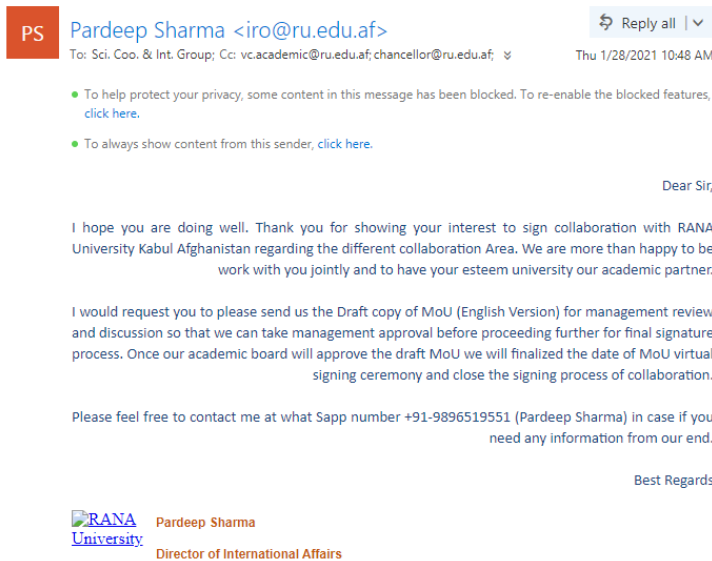 PS
Pardeep Sharma <iro@ru.edu.af>
Reply all
To: Sci. Coo. & Int. Group; Cc: vc.academic@ru.edu.af; chancellor@ru.edu.af;
Thu 1/28/2021 10:48 AM
To help protect your privacy, some content in this message has been blocked. To re-enable the blocked features,
click here.
To always show content from this sender, click here.
Dear Sir,
I hope you are doing well. Thank you for showing your interest to sign collaboration with RANA
University Kabul Afghanistan regarding the different collaboration Area. We are more than happy to be
work with you jointly and to have your esteem university our academic partner.
I would request you to please send us the Draft copy of MoU (English Version) for management review
and discussion so that we can take management approval before proceeding further for final signature
process. Once our academic board will approve the draft MoU we will finalized the date of MoU virtual
signing ceremony and close the signing process of collaboration.
Please feel free to contact me at what Sapp number +91-9896519551 (Pardeep Sharma) in case if you
need any information from our end.
Best Regards
RANA
University
Pardeep Sharma
Director of International Affairs